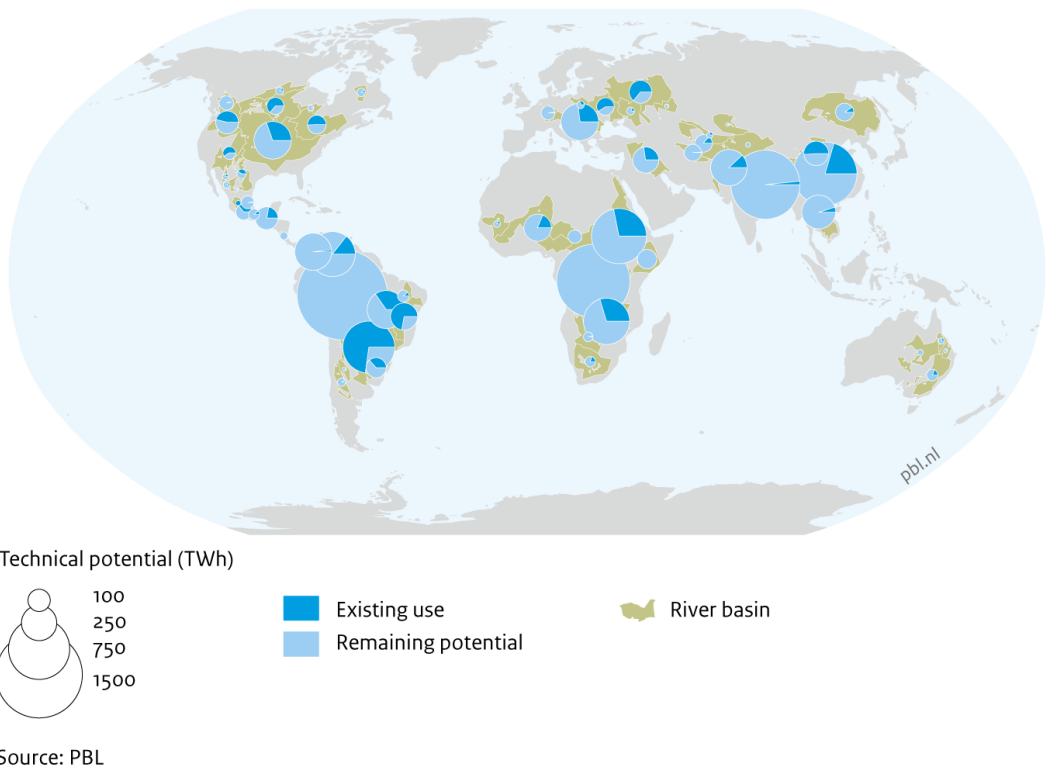 pbl.nl
Technical potential (TWh)
100
250
750
1500
Existing use
Remaining potential
River basin
Source: PBL